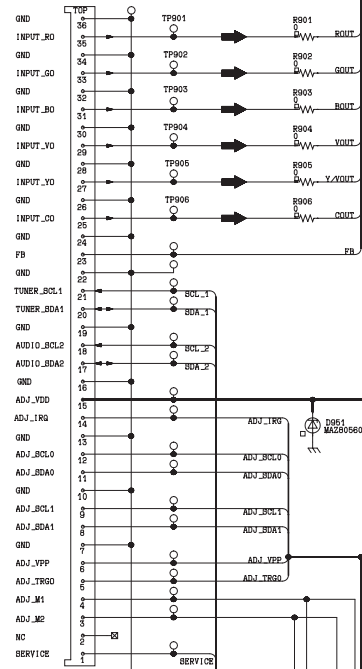 TOP
GND 36 TP901 R901
0
INPUT_RO 35 ROUT
GND 34 TP902 R902
0
INPUT_GO 33 GOUT
GND 32 TP903 R903
0
INPUT_BO 31 BOUT
GND 30 TP904 R904
0
INPUT_VO 29 VOUT
GND 28 TP905 R905
0
INPUT_YO 27 Y/VOUT
GND 26 TP906 R906
0
INPUT_CO 25 COUT
GND 24
FB 23 FB
GND 22
TUNER_SCL1 21 SCL_1
TUNER_SDA1 20 SDA_1
GND 19
AUDIO_SCL2 18 SCL_2
AUDIO_SDA2 17 SDA_2
GND 16
ADJ_VDD 15
ADJ_IRQ 14 ADJ_IRG D951
MAZ80560
GND 13
ADJ_SCL0 12 ADJ_SCL0
ADJ_SDA0 11 ADJ_SDA0
GND 10
ADJ_SCL1 9 ADJ_SCL1
ADJ_SDA1 8 ADJ_SDA1
GND 7
ADJ_VPP 6 ADJ_VPP
ADJ_TRG0 5 ADJ_TRG0
ADJ_M1 4
ADJ_M2 3
NC 2
SERVICE 1 SERVICE